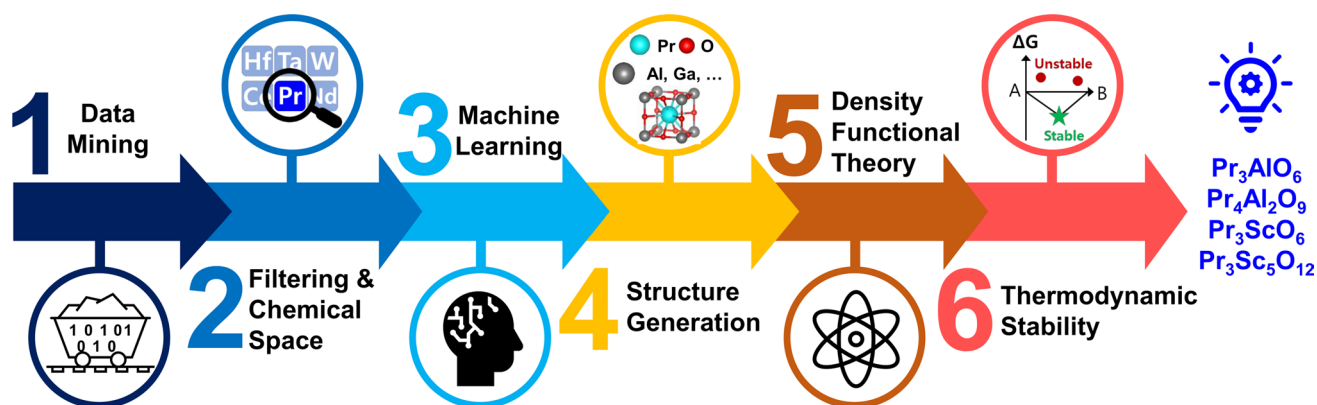 1
Data
Mining
1 0 1 01
0 1 0
Hf Ta W
Ce Pr Nd
2
Filtering &
Chemical
Space
3
Machine
Learning
Pr O
Al, Ga, ...
4
Structure
Generation
5
Density
Functional
Theory
ΔG
Unstable
A B
Stable
6
Thermodynamic
Stability
Pr₃AlO₆
Pr₄Al₂O₉
Pr₃ScO₆
Pr₃Sc₅O₁₂